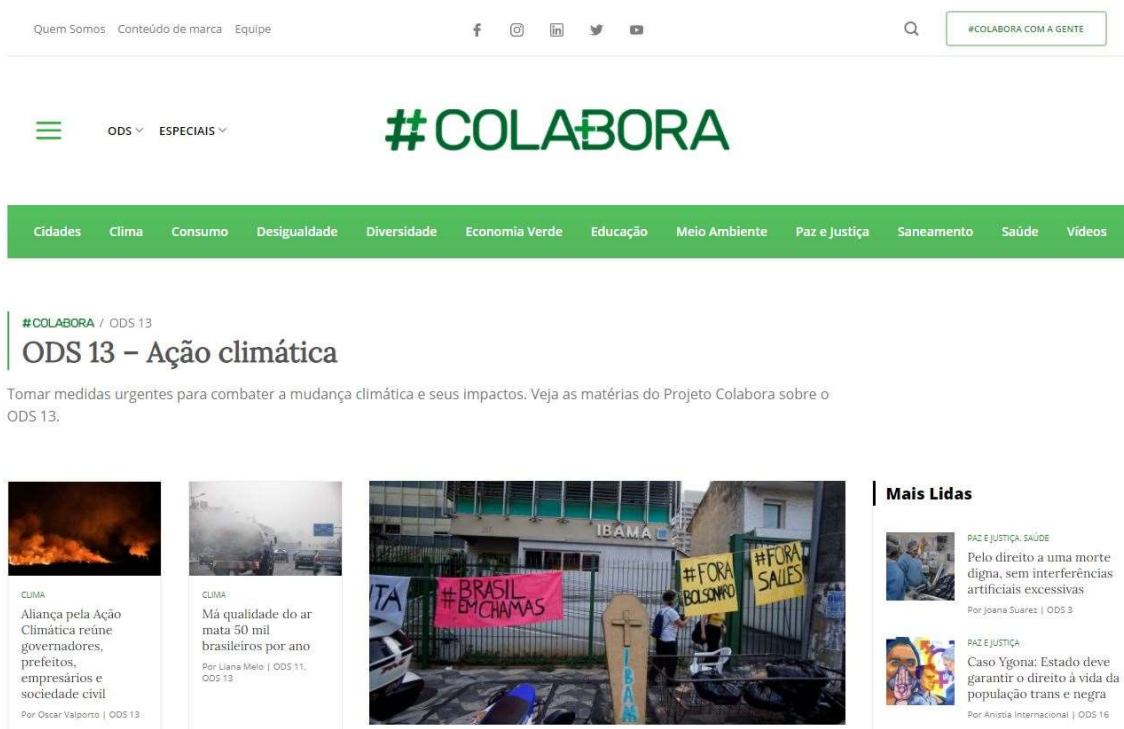 Quem Somos Conteúdo de marca Equipe
#COLABORA COM A GENTE
ODS ESPECIAIS
#COLABORA
Cidades Clima Consumo Desigualdade Diversidade Economia Verde Educação Meio Ambiente Paz e Justiça Saneamento Saúde Vídeos
#COLABORA / ODS 13
ODS 13 – Ação climática
Tomar medidas urgentes para combater a mudança climática e seus impactos. Veja as matérias do Projeto Colabora sobre o
ODS 13.
CLIMA
Aliança pela Ação
Climática reúne
governadores,
prefeitos,
empresários e
sociedade civil
Por Oscar Valporto | ODS 13
CLIMA
Má qualidade do ar
mata 50 mil
brasileiros por ano
Por Liana Melo | ODS 11,
ODS 13
IBAMA
#BRASIL
EM CHAMAS
#FORA
BOLSONARO
#FORA
SALLES
IBAM
Mais Lidas
PAZ E JUSTIÇA, SAÚDE
Pelo direito a uma morte
digna, sem interferências
artificiais excessivas
Por Joana Suarez | ODS 3
PAZ E JUSTIÇA
Caso Ygona: Estado deve
garantir o direito à vida da
população trans e negra
Por Anistia Internacional | ODS 16